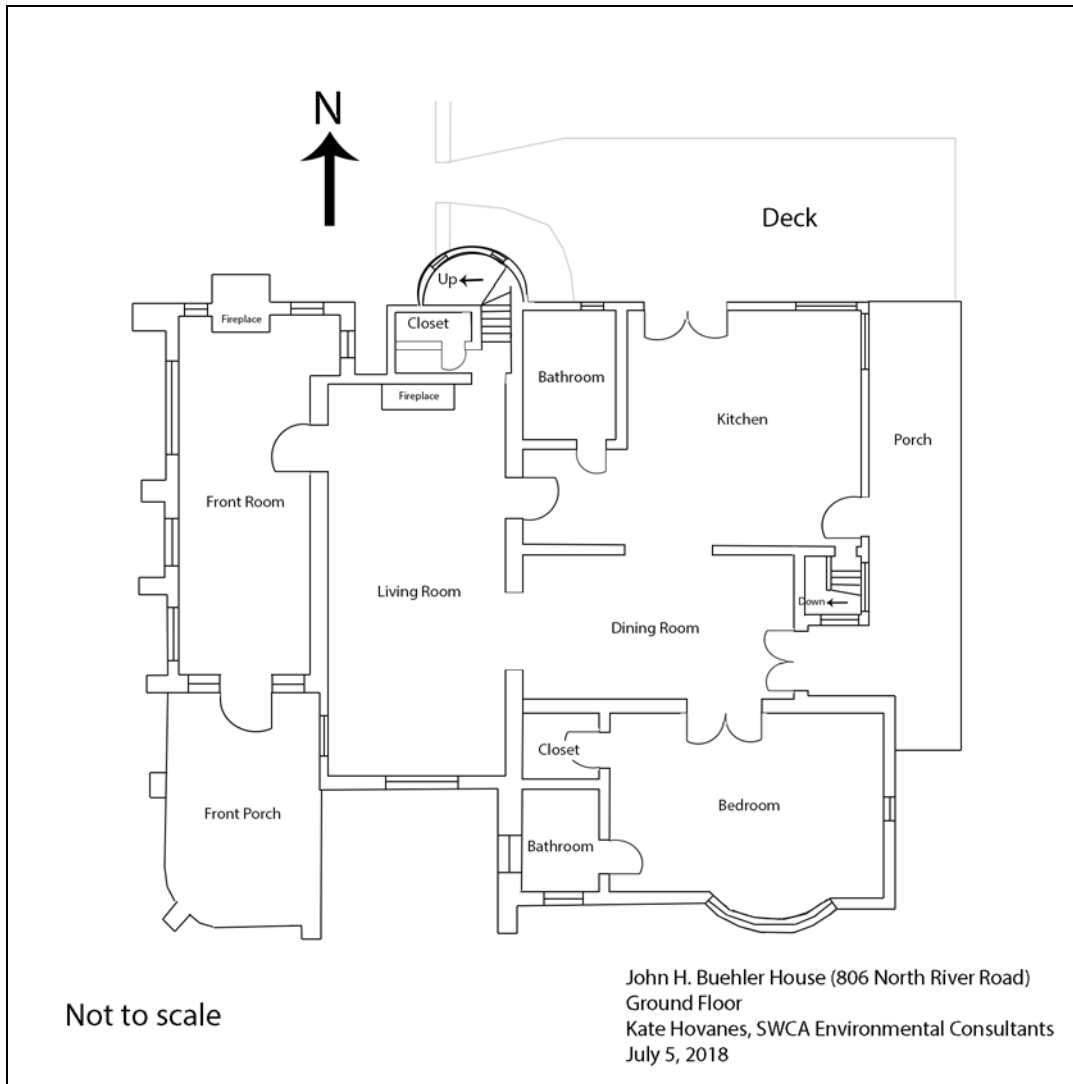 N
Deck
Up
Fireplace
Closet
Bathroom
Fireplace
Kitchen
Porch
Front Room
Living Room
Down
Dining Room
Closet
Bedroom
Front Porch
Bathroom
John H. Buehler House (806 North River Road)
Ground Floor
Not to scale
Kate Hovanes, SWCA Environmental Consultants
July 5, 2018